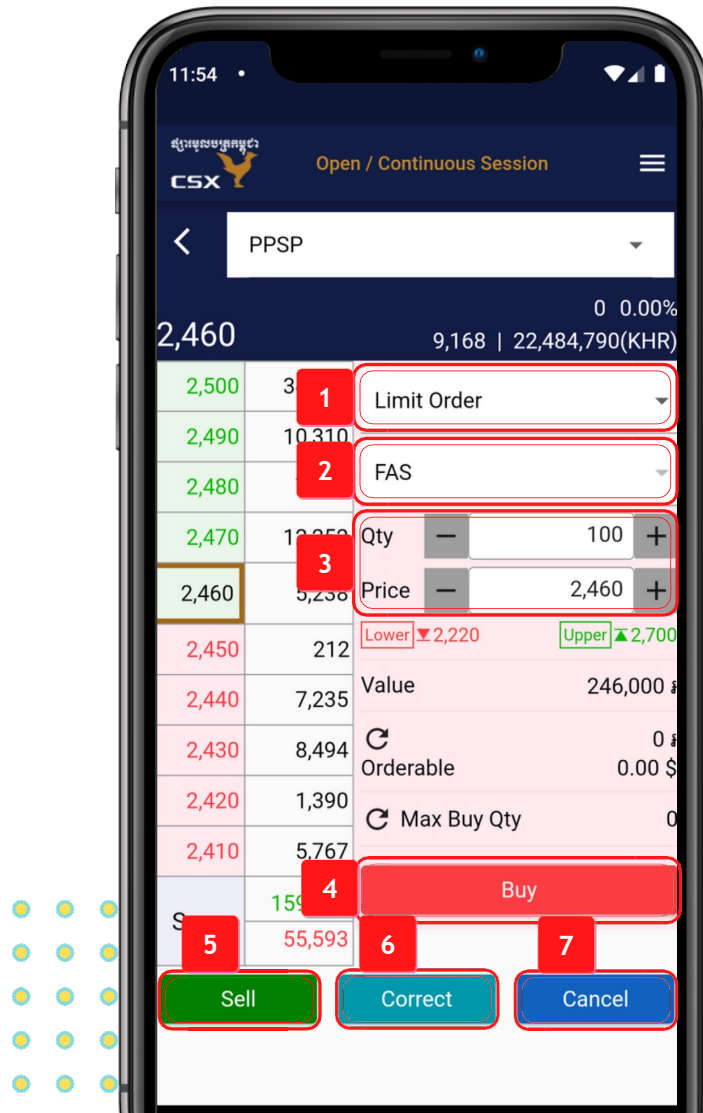 11:54
ផ្សារមូលបត្រកម្ពុជា
CSX
Open / Continuous Session
PPSP
0 0.00%
2,460
9,168 | 22,484,790(KHR)
2,500
1
Limit Order
2,490 10,310
2
FAS
2,480
2,470
Qty 100
3
2,460 5,238
Price 2,460
Lower 2,220 Upper 2,700
2,450 212
Value 246,000 ៛
2,440 7,235
0 ៛
2,430 8,494
Orderable 0.00 $
2,420 1,390
Max Buy Qty 0
2,410 5,767
4
Buy
55,593
5 6 7
Sell Correct Cancel